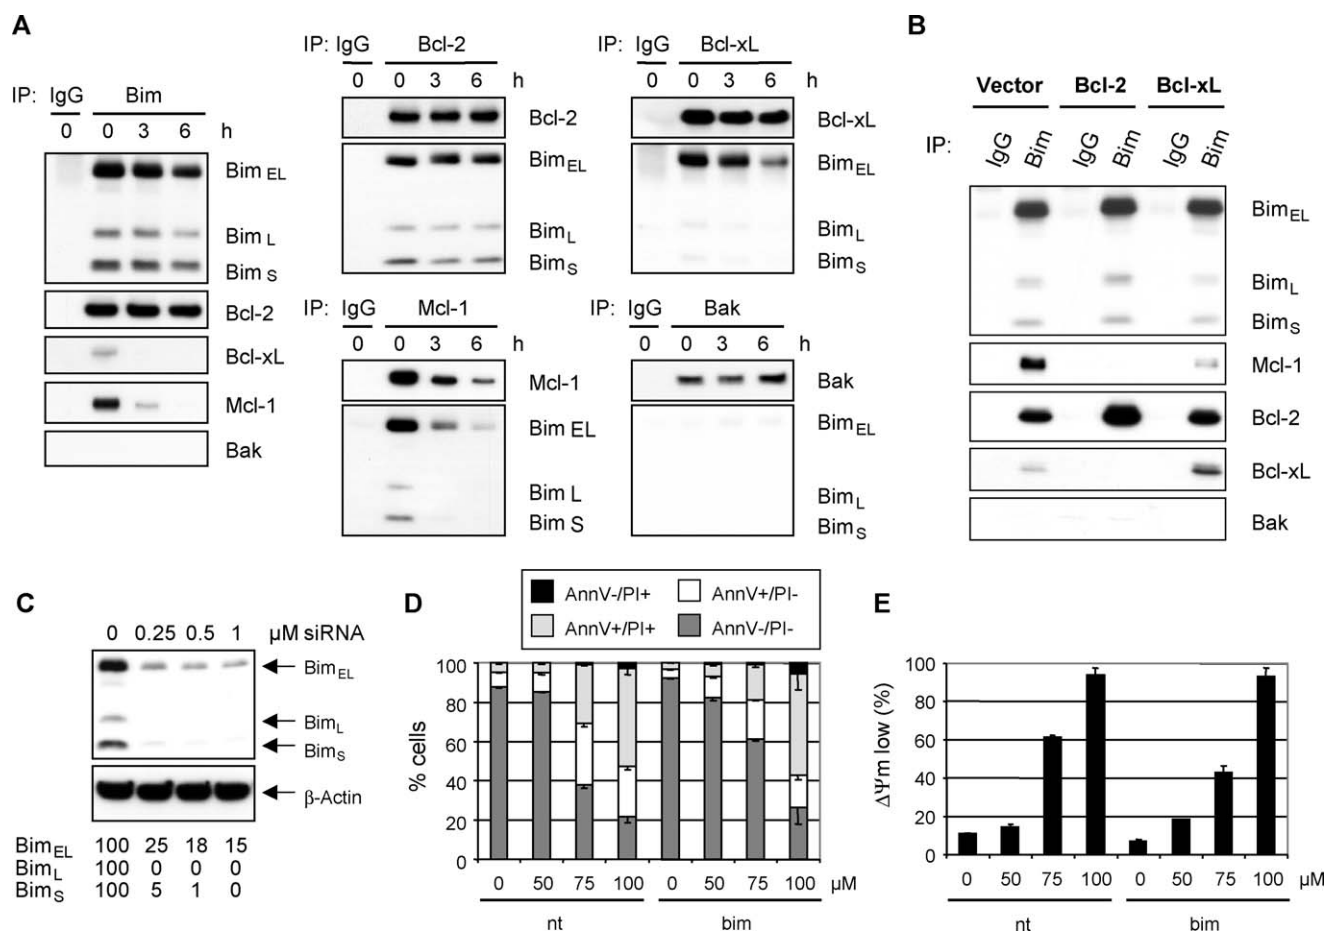 A
IP: IgG Bim
0 0 3 6 h
Bim EL
Bim L
Bim S
Bcl-2
Bcl-xL
Mcl-1
Bak
IP: IgG Bcl-2
0 0 3 6 h
Bcl-2
BimEL
BimL
BimS
IP: IgG Bcl-xL
0 0 3 6 h
Bcl-xL
BimEL
BimL
BimS
IP: IgG Mcl-1
0 0 3 6 h
Mcl-1
Bim EL
Bim L
Bim S
IP: IgG Bak
0 0 3 6 h
Bak
BimEL
BimL
BimS
B
Vector Bcl-2 Bcl-xL
IP: IgG Bim IgG Bim IgG Bim
BimEL
BimL
BimS
Mcl-1
Bcl-2
Bcl-xL
Bak
C
0 0.25 0.5 1 µM siRNA
BimEL
BimL
BimS
β-Actin
BimEL 100 25 18 15
BimL 100 0 0 0
BimS 100 5 1 0
D
AnnV-/PI+ AnnV+/PI-
AnnV+/PI+ AnnV-/PI-
% cells
100
80
60
40
20
0
0 50 75 100 0 50 75 100 µM
nt bim
E
ΔΨm low (%)
100
80
60
40
20
0
0 50 75 100 0 50 75 100 µM
nt bim